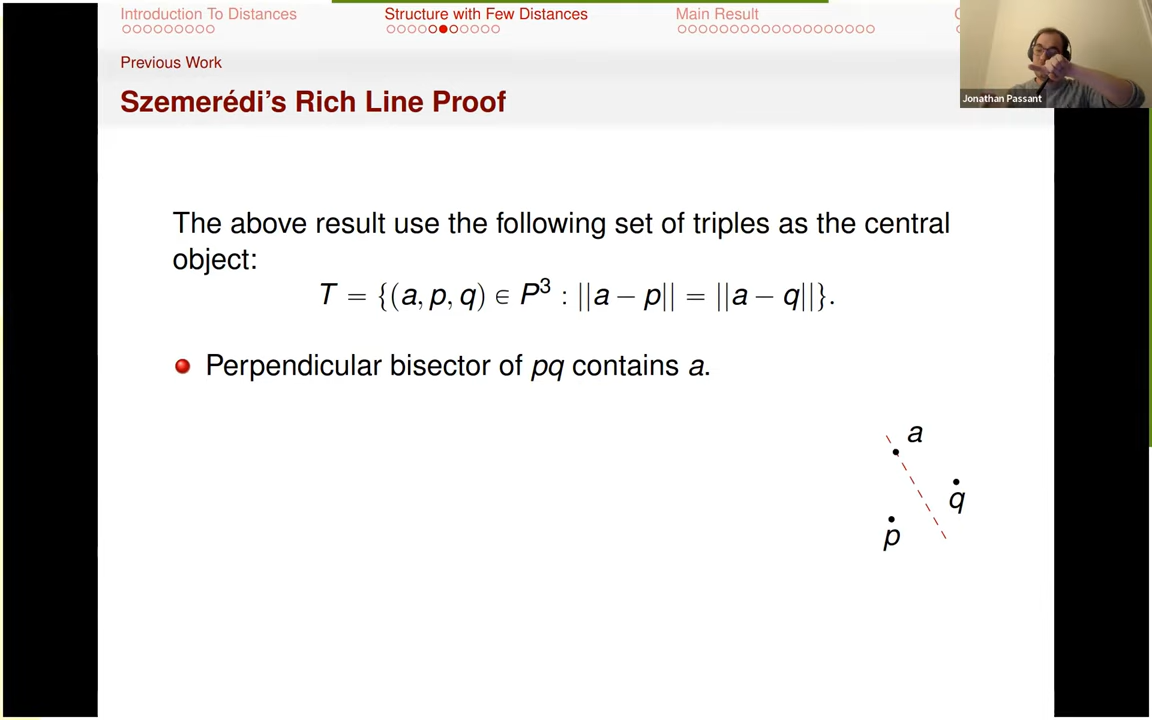 Introduction To Distances
Structure with Few Distances
Main Result
Previous Work
Szemerédi's Rich Line Proof
Jonathan Passant
The above result use the following set of triples as the central
object:
T = {(a, p, q) ∈ P³ : ||a − p|| = ||a − q||}.
Perpendicular bisector of pq contains a.
a
q
p